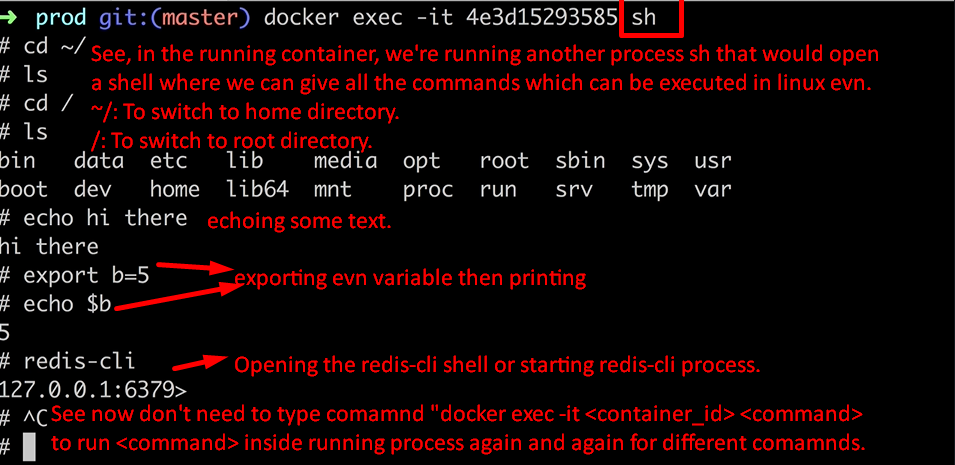 ➜ prod git:(master) docker exec -it 4e3d15293585 sh
# cd ~/ See, in the running container, we're running another process sh that would open
# ls a shell where we can give all the commands which can be executed in linux evn.
# cd / ~/: To switch to home directory.
# ls /: To switch to root directory.
bin data etc lib media opt root sbin sys usr
boot dev home lib64 mnt proc run srv tmp var
# echo hi there echoing some text.
hi there
# export b=5 exporting evn variable then printing
# echo $b
5
# redis-cli Opening the redis-cli shell or starting redis-cli process.
127.0.0.1:6379>
# ^C See now don't need to type comamnd "docker exec -it <container_id> <command>
# to run <command> inside running process again and again for different comamnds.